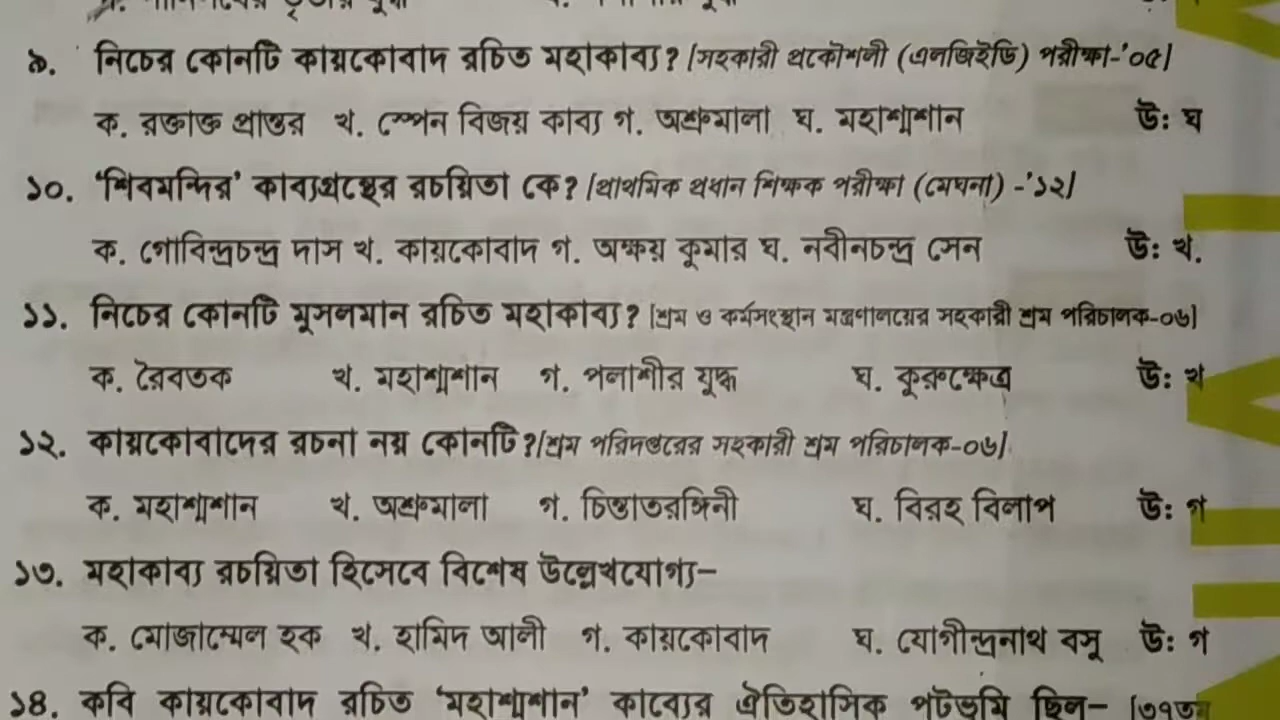 ৯. নিচের কোনটি কায়কোবাদ রচিত মহাকাব্য? [সহকারী প্রকৌশলী (এলজিইডি) পরীক্ষা-'০৫]
ক. রক্তাক্ত প্রান্তর খ. স্পেন বিজয় কাব্য গ. অশ্রুমালা ঘ. মহাশ্মশান উঃ ঘ
১০. 'শিবমন্দির' কাব্যগ্রন্থের রচয়িতা কে? [প্রাথমিক প্রধান শিক্ষক পরীক্ষা (মেঘনা) -'১২]
ক. গোবিন্দ্রচন্দ্র দাস খ. কায়কোবাদ গ. অক্ষয় কুমার ঘ. নবীনচন্দ্র সেন উঃ খ.
১১. নিচের কোনটি মুসলমান রচিত মহাকাব্য? [শ্রম ও কর্মসংস্থান মন্ত্রণালয়ের সহকারী শ্রম পরিচালক-০৬]
ক. রৈবতক খ. মহাশ্মশান গ. পলাশীর যুদ্ধ ঘ. কুরুক্ষেত্র উঃ খ
১২. কায়কোবাদের রচনা নয় কোনটি? [শ্রম পরিদপ্তরের সহকারী শ্রম পরিচালক-০৬]
ক. মহাশ্মশান খ. অশ্রুমালা গ. চিন্তাতরঙ্গিনী ঘ. বিরহ বিলাপ উঃ গ
১৩. মহাকাব্য রচয়িতা হিসেবে বিশেষ উল্লেখযোগ্য–
ক. মোজাম্মেল হক খ. হামিদ আলী গ. কায়কোবাদ ঘ. যোগীন্দ্রনাথ বসু উঃ গ
১৪. কবি কায়কোবাদ রচিত 'মহাশ্মশান' কাব্যের ঐতিহাসিক পটভূমি ছিল– [৩৭তম